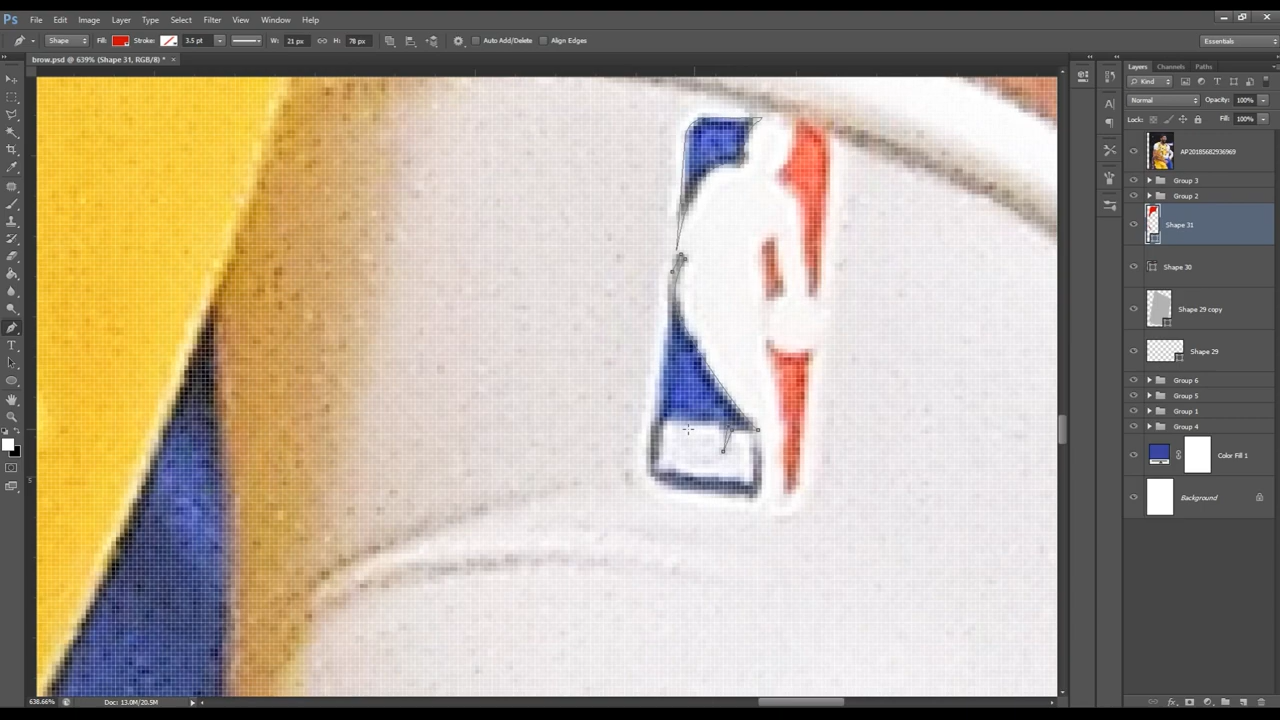 Ps File Edit Image Layer Type Select Filter View Window Help
Shape Fill: Stroke: 3.5 pt W: 21 px H: 78 px Auto Add/Delete Align Edges Essentials
brow.psd @ 639% (Shape 31, RGB/8) * ×
Layers Channels Paths
Kind
Normal Opacity: 100%
Lock: Fill: 100%
AP20185682936969
Group 3
Group 2
Shape 31
Shape 30
Shape 29 copy
Shape 29
Group 6
Group 5
Group 1
Group 4
Color Fill 1
Background
5
638.66% Doc: 13.0M/20.5M